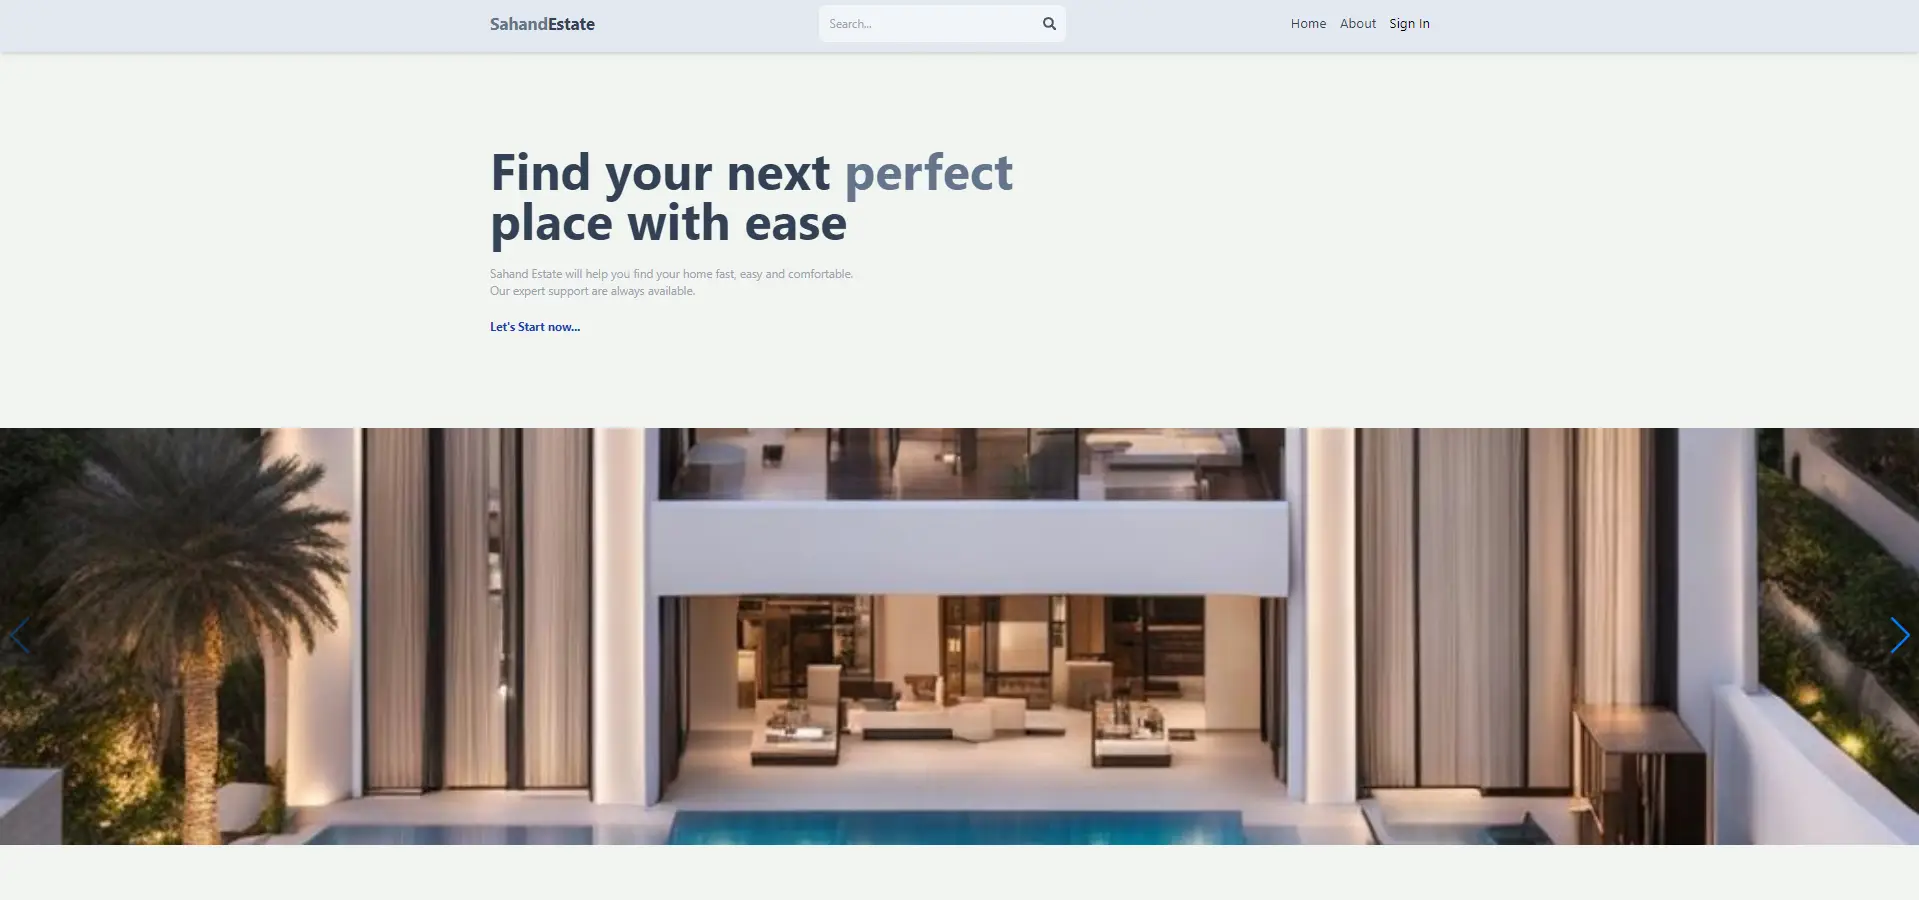 SahandEstate
Search...
Home About Sign In
Find your next perfect
place with ease
Sahand Estate will help you find your home fast, easy and comfortable.
Our expert support are always available.
Let's Start now...